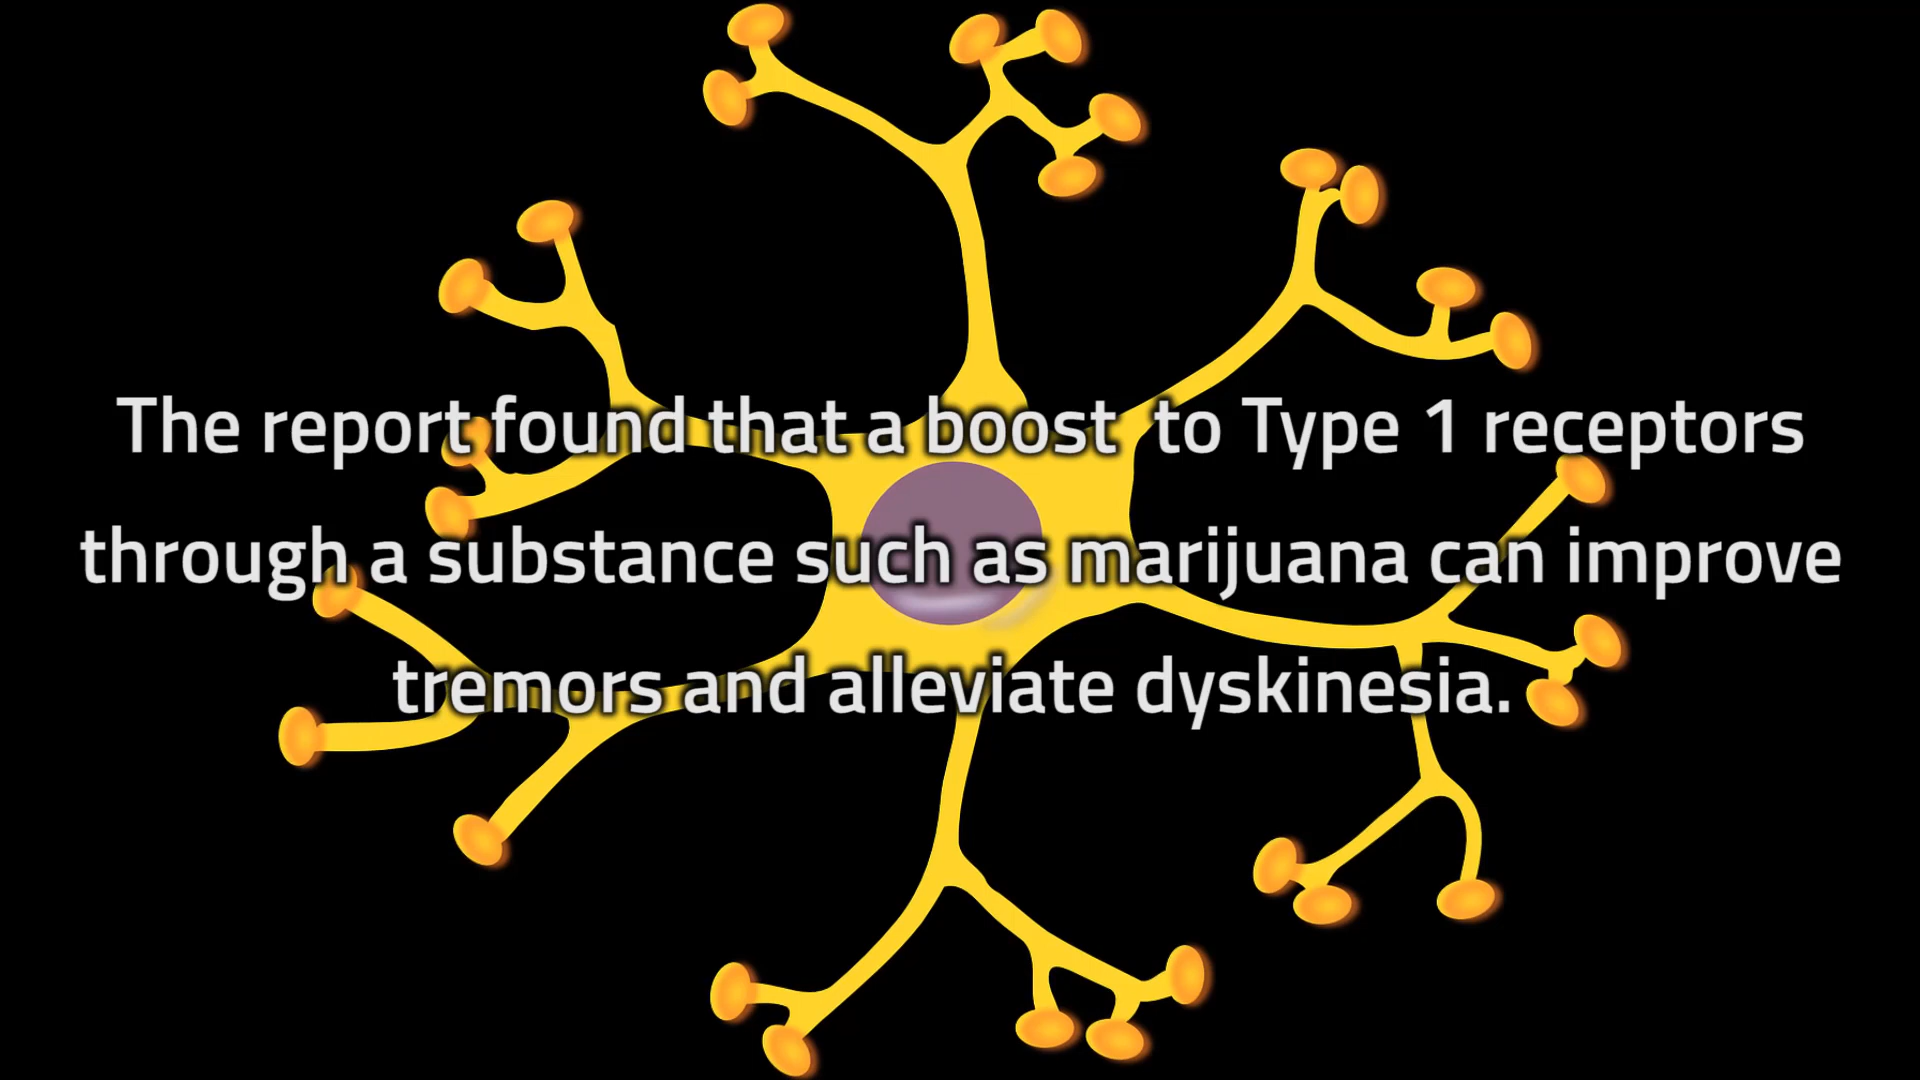 The report found that a boost  to Type 1 receptors
through a substance such as marijuana can improve
tremors and alleviate dyskinesia.